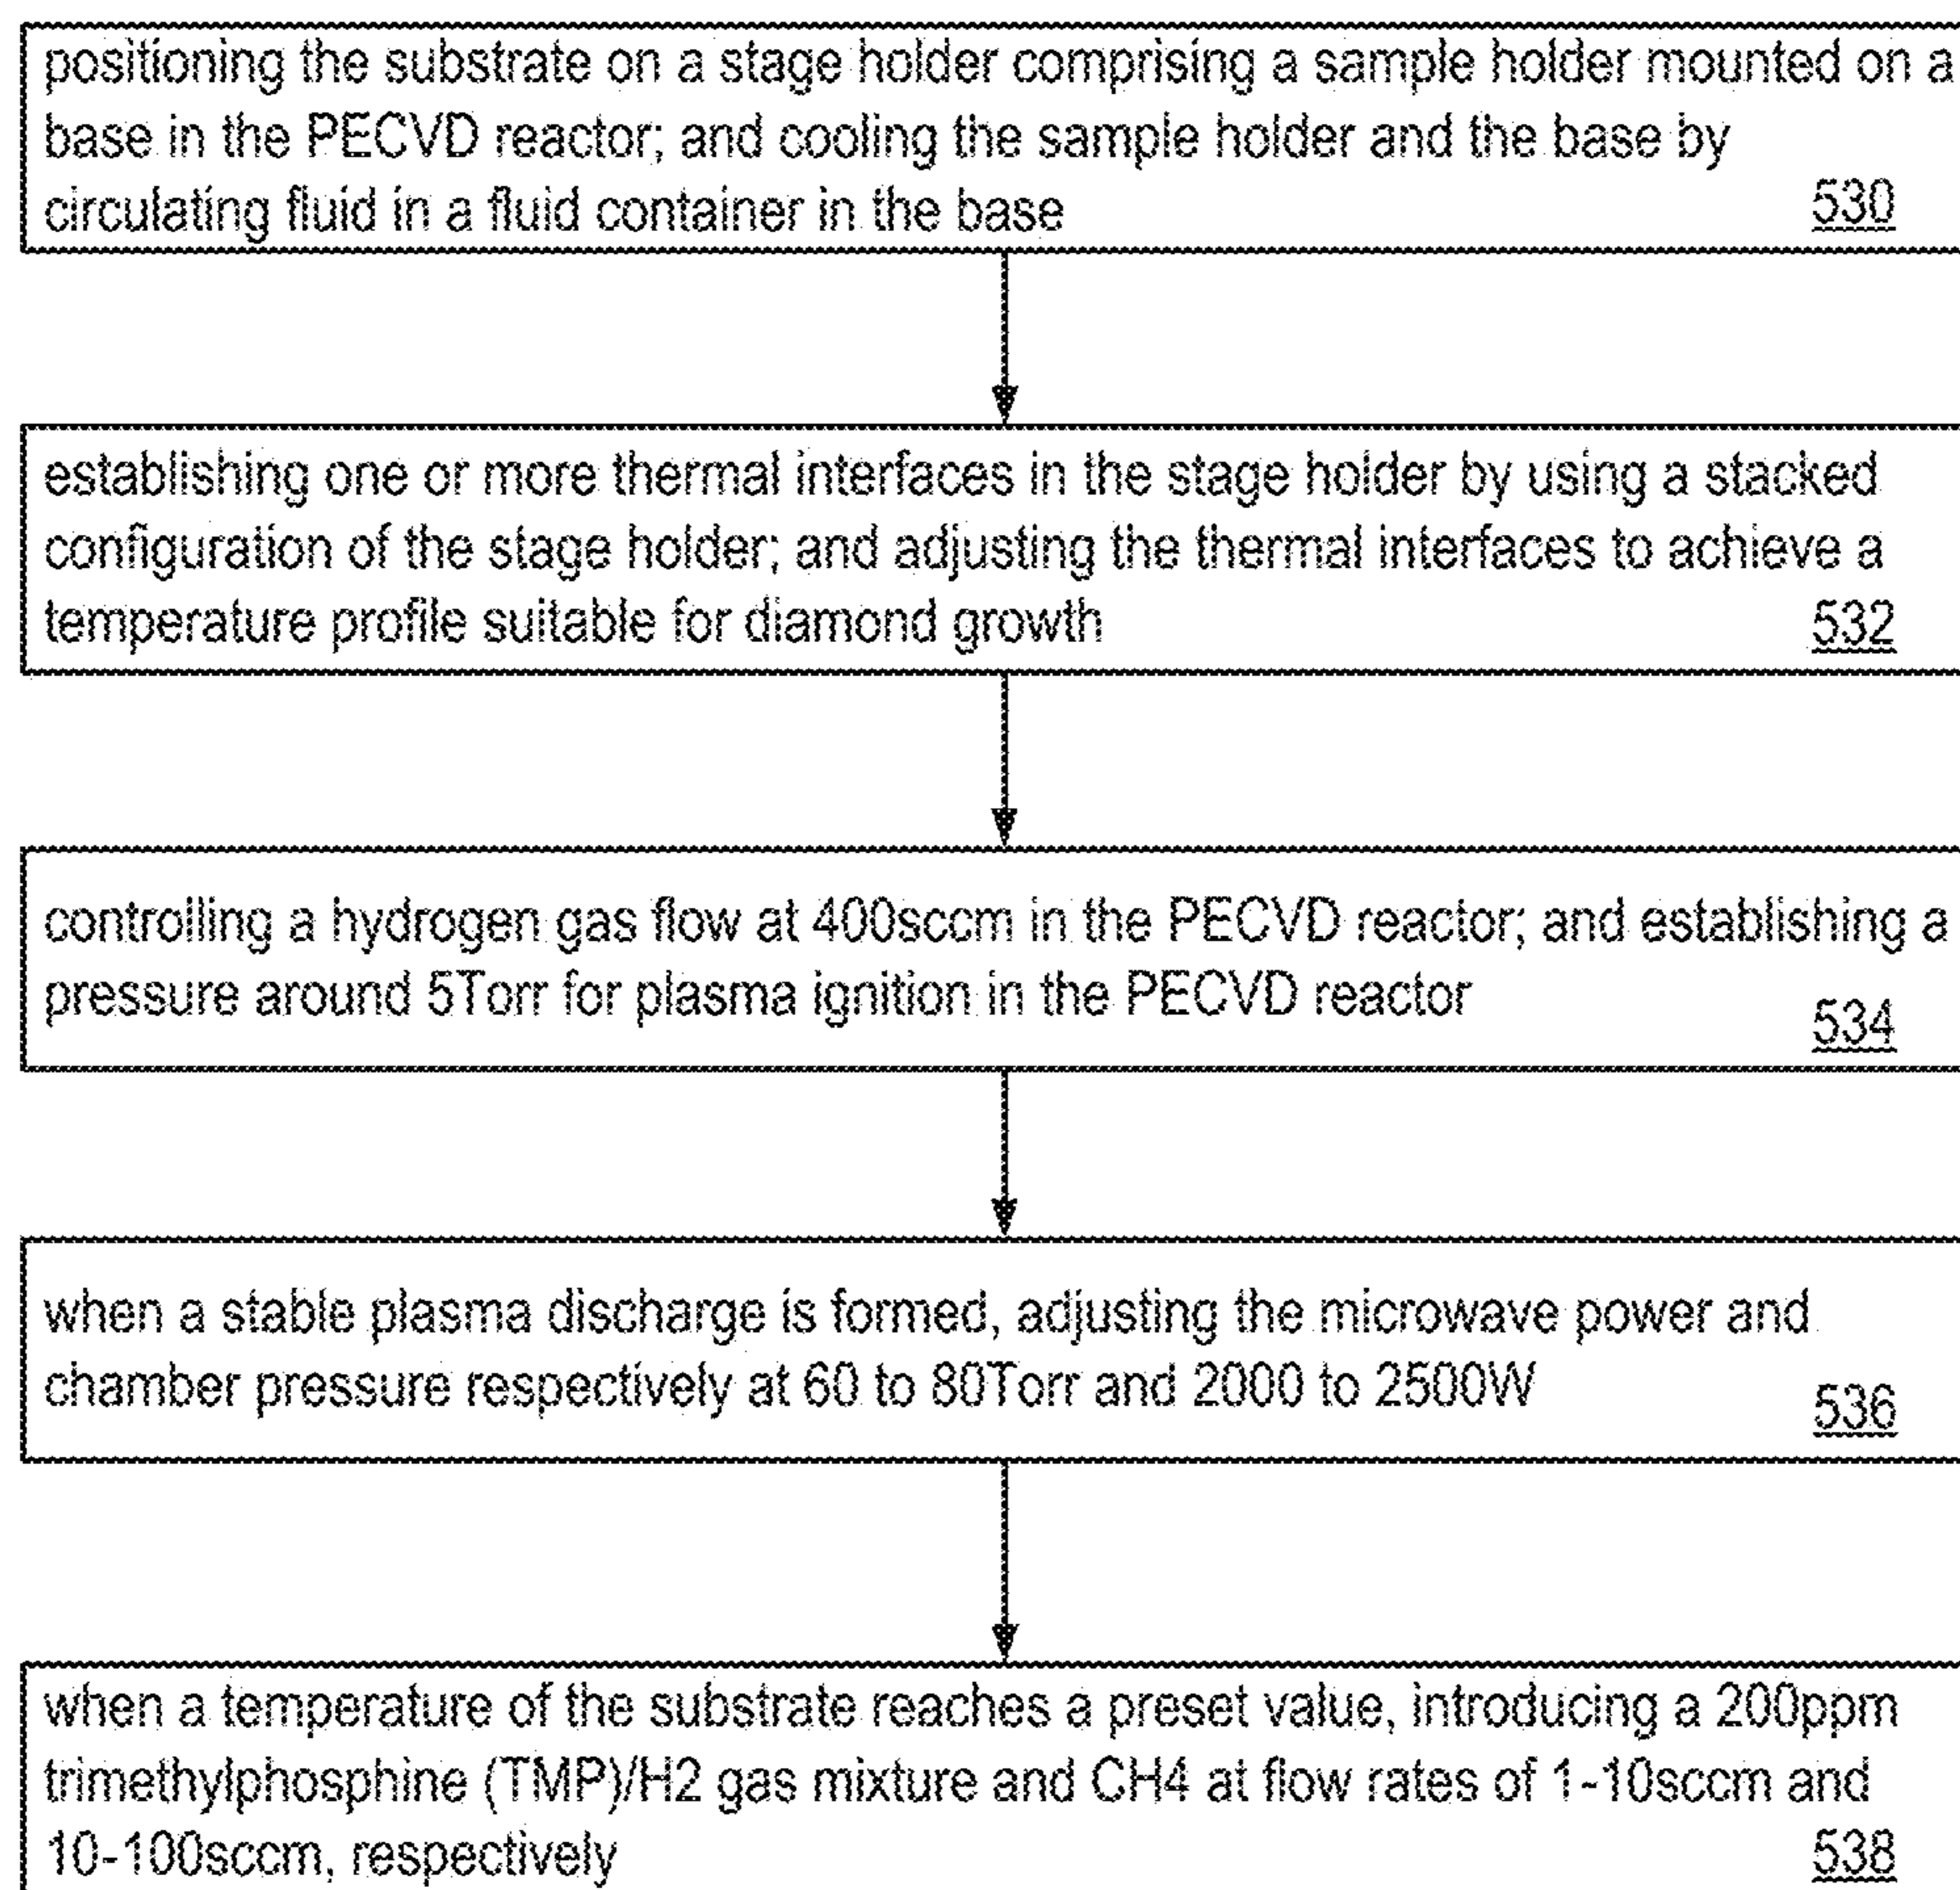 positioning the substrate on a stage holder comprising a sample holder mounted on a
base in the PECVD reactor; and cooling the sample holder and the base by
circulating fluid in a fluid container in the base 530
establishing one or more thermal interfaces in the stage holder by using a stacked
configuration of the stage holder; and adjusting the thermal interfaces to achieve a
temperature profile suitable for diamond growth 532
controlling a hydrogen gas flow at 400sccm in the PECVD reactor; and establishing a
pressure around 5Torr for plasma ignition in the PECVD reactor 534
when a stable plasma discharge is formed, adjusting the microwave power and
chamber pressure respectively at 60 to 80Torr and 2000 to 2500W 536
when a temperature of the substrate reaches a preset value, introducing a 200ppm
trimethylphosphine (TMP)/H2 gas mixture and CH4 at flow rates of 1-10sccm and
10-100sccm, respectively 538